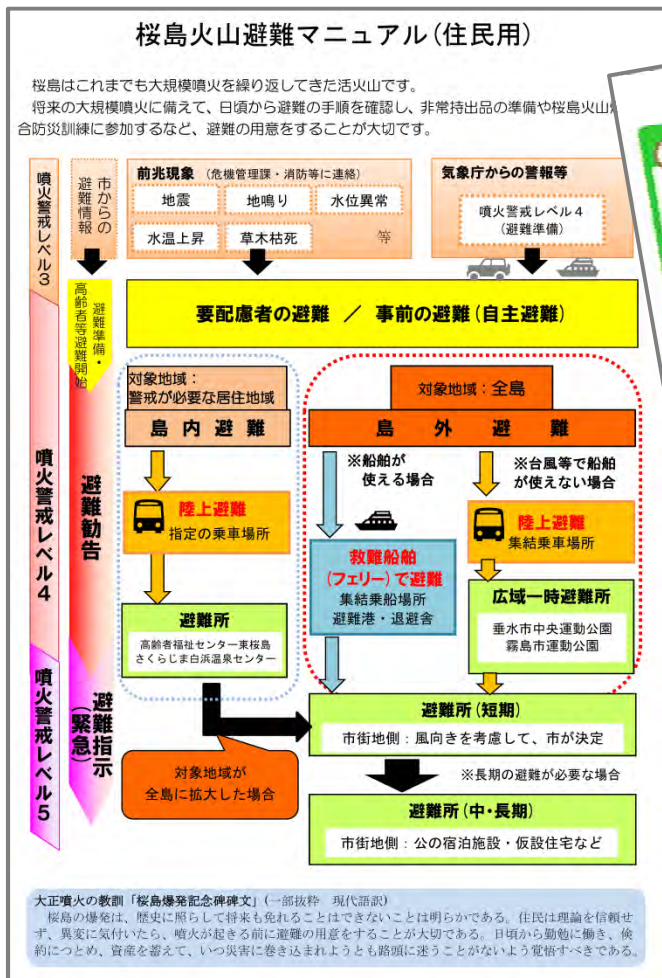 桜島火山避難マニュアル（住民用）
桜島はこれまでも大規模噴火を繰り返してきた活火山です。
将来の大規模噴火に備えて、日頃から避難の手順を確認し、非常持出品の準備や桜島火山
合防災訓練に参加するなど、避難の用意をすることが大切です。
噴火警戒レベル3
市からの
避難情報
前兆現象 （危機管理課・消防等に連絡）
地震
地鳴り
水位異常
水温上昇
草木枯死
等
気象庁からの警報等
噴火警戒レベル４
（避難準備）
避難準備・
高齢者等避難開始
要配慮者の避難 ／ 事前の避難（自主避難）
噴火警戒レベル4
避難勧告
対象地域：
警戒が必要な居住地域
島内避難
陸上避難
指定の乗車場所
避難所
高齢者福祉センター東桜島
さくらじま白浜温泉センター
対象地域：全島
島外避難
※船舶が
使える場合
救難船舶
（フェリー）で避難
集結乗船場所
避難港・退避舎
※台風等で船舶
が使えない場合
陸上避難
集結乗車場所
広域一時避難所
垂水市中央運動公園
霧島市運動公園
噴火警戒レベル5
避難指示
（緊急）
対象地域が
全島に拡大した場合
避難所（短期）
市街地側：風向きを考慮して、市が決定
※長期の避難が必要な場合
避難所（中・長期）
市街地側：公の宿泊施設・仮設住宅など
大正噴火の教訓「桜島爆発記念碑碑文」（一部抜粋　現代語訳）
桜島の爆発は、歴史に照らして将来も免れることはできないことは明らかである。住民は理論を信頼せ
ず、異変に気付いたら、噴火が起きる前に避難の用意をすることが大切である。日頃から勤勉に働き、倹
約につとめ、資産を蓄えて、いつ災害に巻き込まれようとも路頭に迷うことがないよう覚悟すべきである。